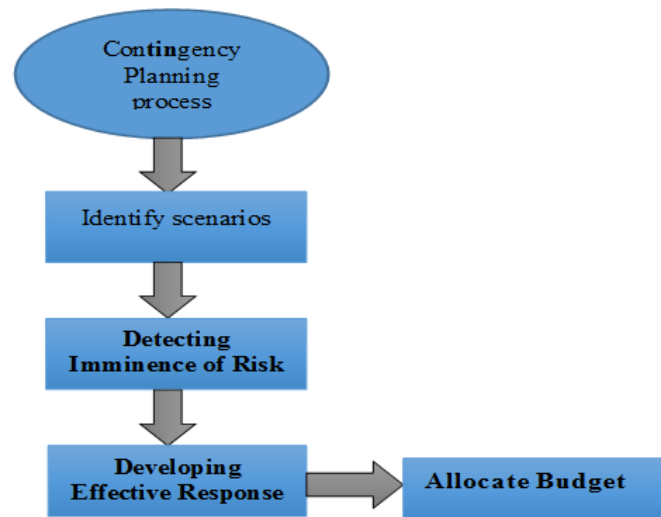 Contingency
Planning
process
Identify scenarios
Detecting
Imminence of Risk
Developing
Effective Response
Allocate Budget